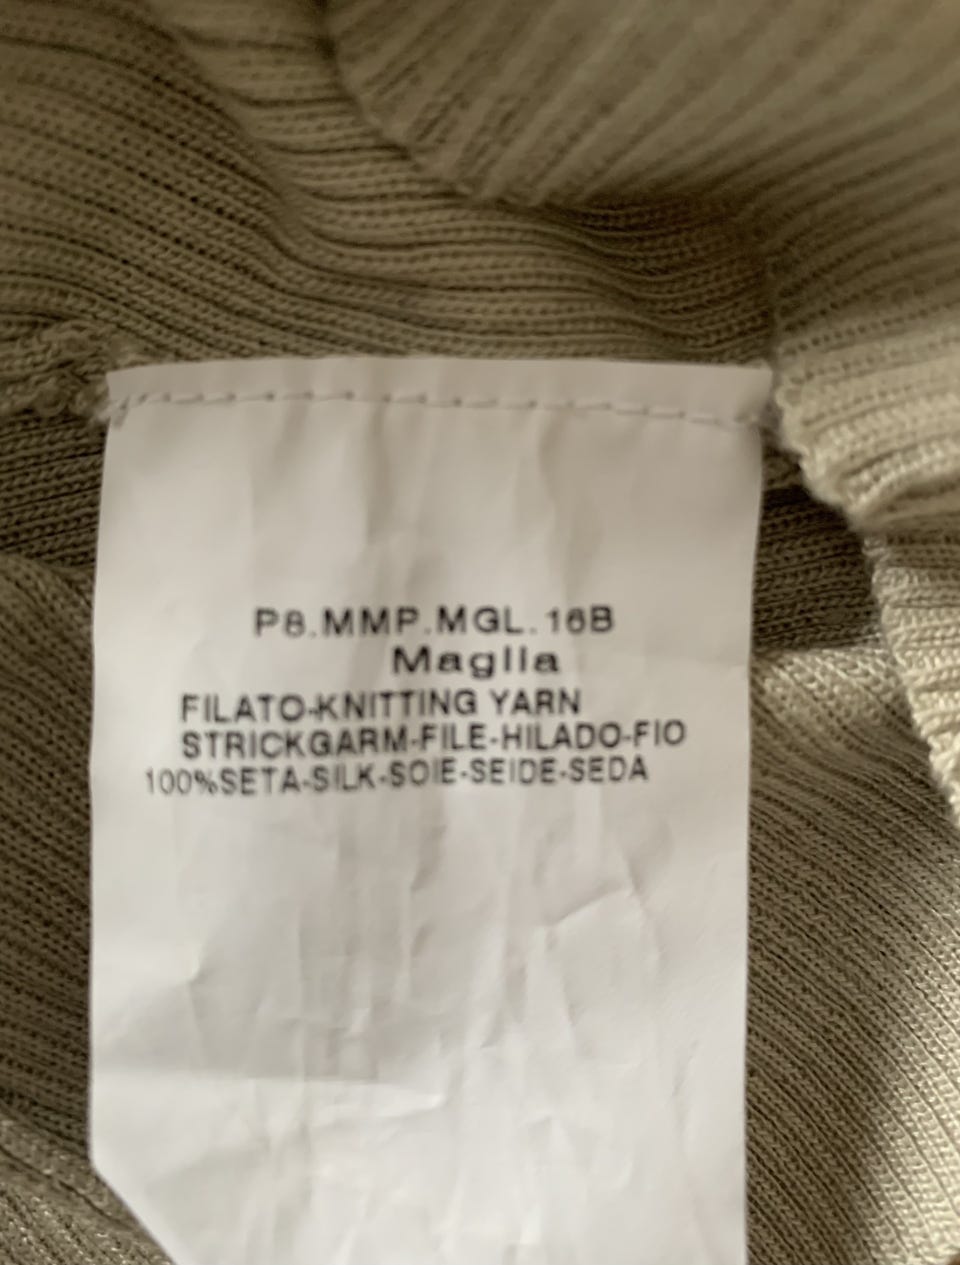 P8.MMP.MGL.16B
Maglia
FILATO-KNITTING YARN
STRICKGARM-FILE-HILADO-FIO
100%SETA-SILK-SOIE-SEIDE-SEDA